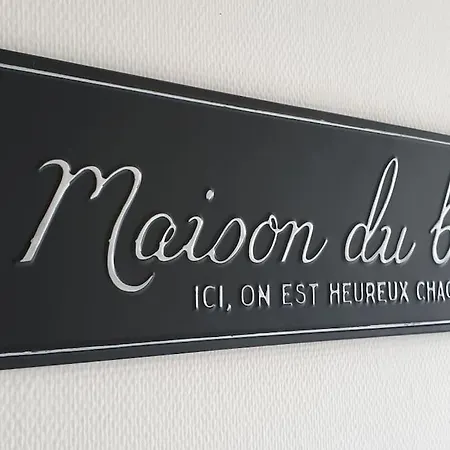 Maison du
ICI, ON EST HEUREUX